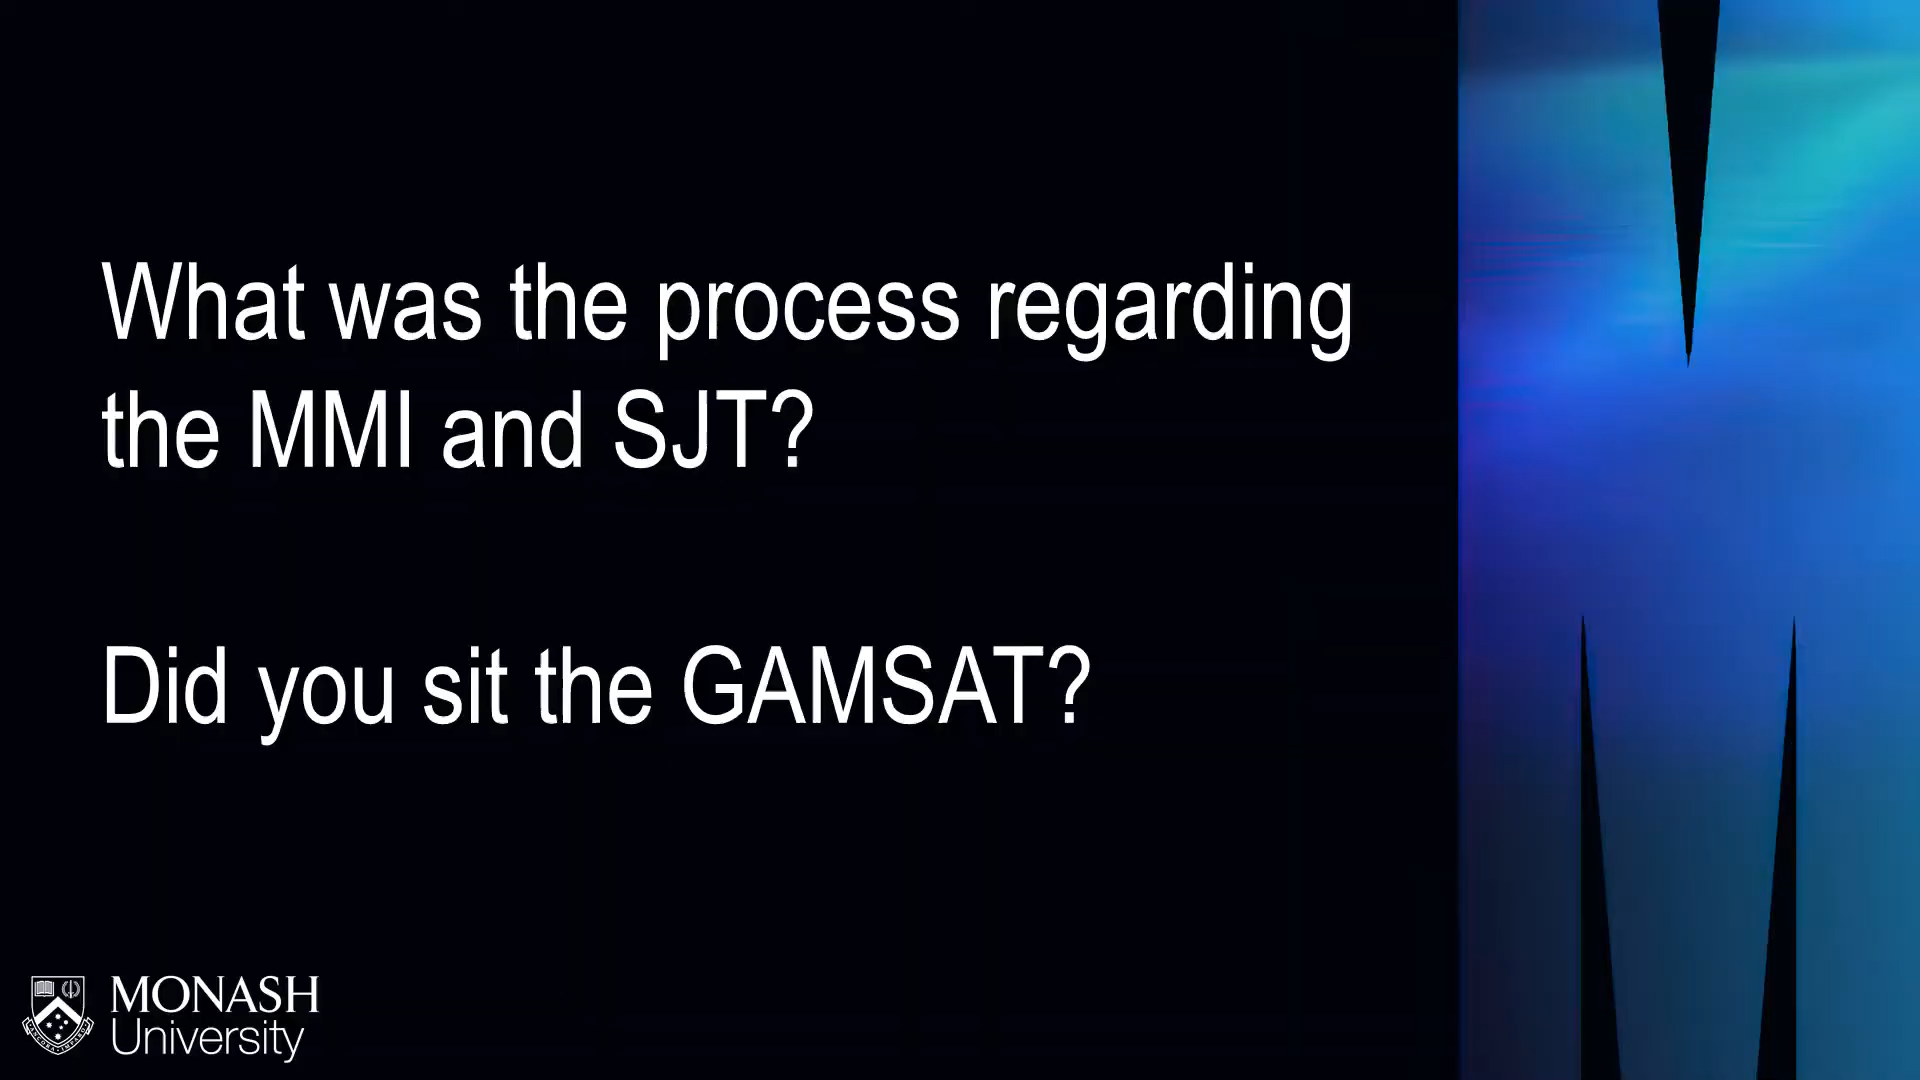 What was the process regarding
the MMI and SJT?
Did you sit the GAMSAT?
MONASH
University